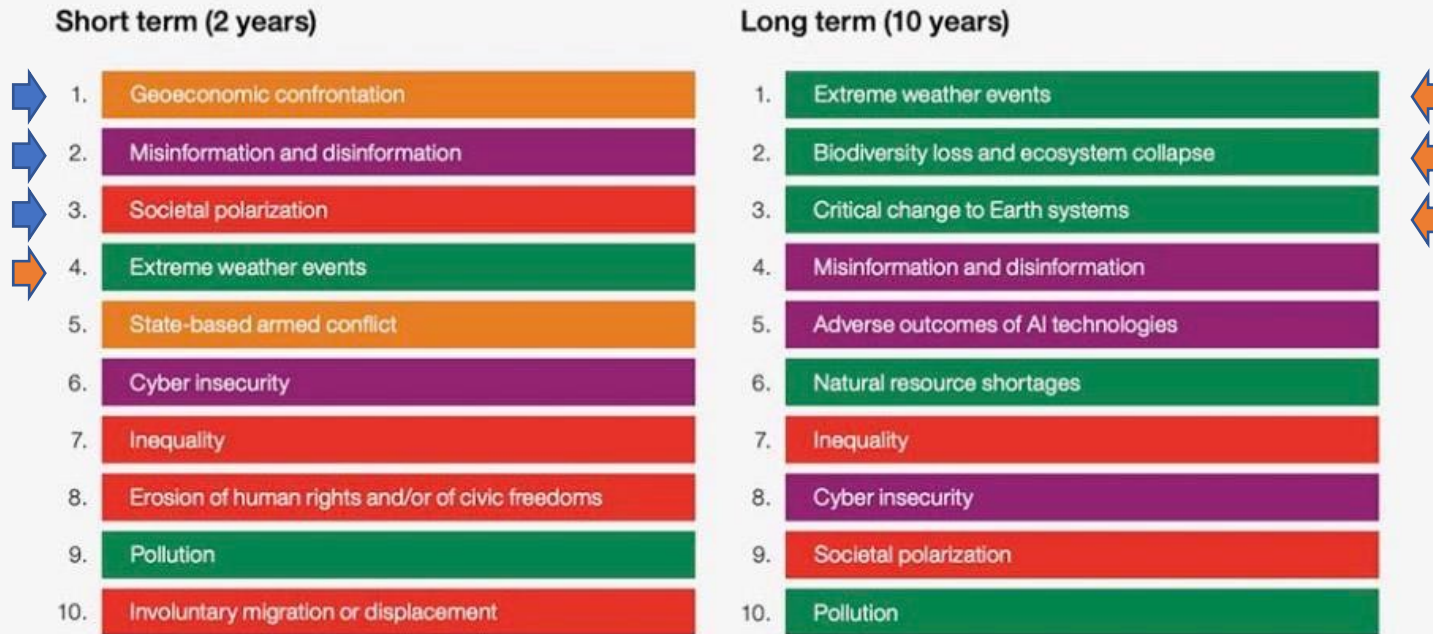 Short term (2 years)
1. Geoeconomic confrontation
2. Misinformation and disinformation
3. Societal polarization
4. Extreme weather events
5. State-based armed conflict
6. Cyber insecurity
7. Inequality
8. Erosion of human rights and/or of civic freedoms
9. Pollution
10. Involuntary migration or displacement
Long term (10 years)
1. Extreme weather events
2. Biodiversity loss and ecosystem collapse
3. Critical change to Earth systems
4. Misinformation and disinformation
5. Adverse outcomes of AI technologies
6. Natural resource shortages
7. Inequality
8. Cyber insecurity
9. Societal polarization
10. Pollution